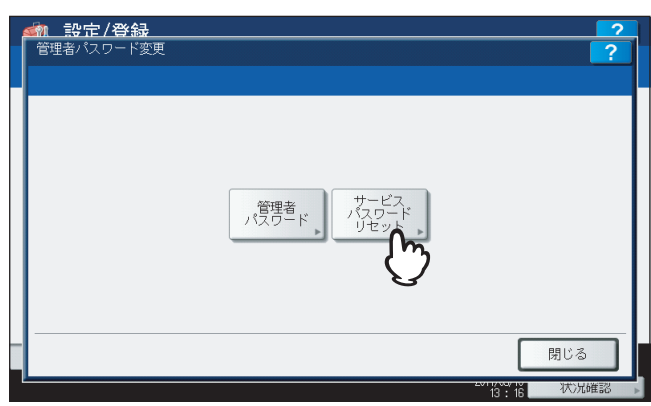 設定/登録
?
管理者パスワード変更
?
管理者
パスワード
サービス
パスワード
リセット
閉じる
13 : 16
状況確認